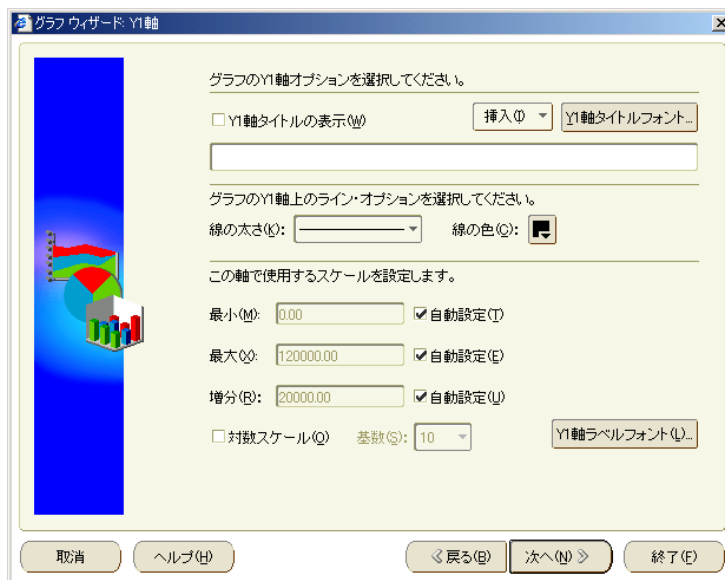 グラフ ウィザード: Y1軸
グラフのY1軸オプションを選択してください。
Y1軸タイトルの表示(W) 挿入(I) Y1軸タイトルフォント...
グラフのY1軸上のライン・オプションを選択してください。
線の太さ(K): 線の色(C):
この軸で使用するスケールを設定します。
最小(M): 0.00 自動設定(T)
最大(X): 120000.00 自動設定(E)
増分(R): 20000.00 自動設定(U)
対数スケール(O) 基数(S): 10 Y1軸ラベルフォント(L)...
取消 ヘルプ(H) 戻る(B) 次へ(N) 終了(F)